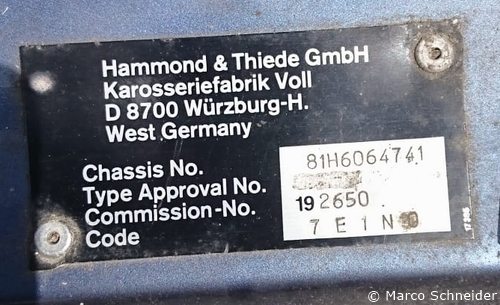 Hammond & Thiede GmbH
Karosseriefabrik Voll
D 8700 Würzburg-H.
West Germany
Chassis No. 81H6064741
Type Approval No.
Commission-No. 192650
Code 7 E 1 N
© Marco Schneider